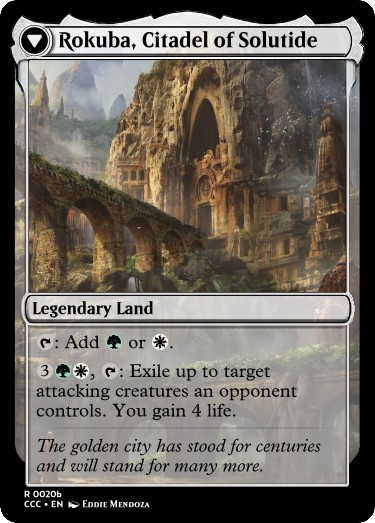 Rokuba, Citadel of Solutide
Legendary Land
: Add or .
3 , : Exile up to target
attacking creatures an opponent
controls. You gain 4 life.
The golden city has stood for centuries
and will stand for many more.
R 0020b
CCC • EN Eddie Mendoza